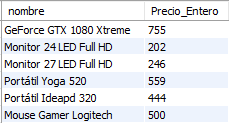 nombre Precio_Entero
GeForce GTX 1080 Xtreme 755
Monitor 24 LED Full HD 202
Monitor 27 LED Full HD 246
Portátil Yoga 520 559
Portátil Ideapd 320 444
Mouse Gamer Logitech 500